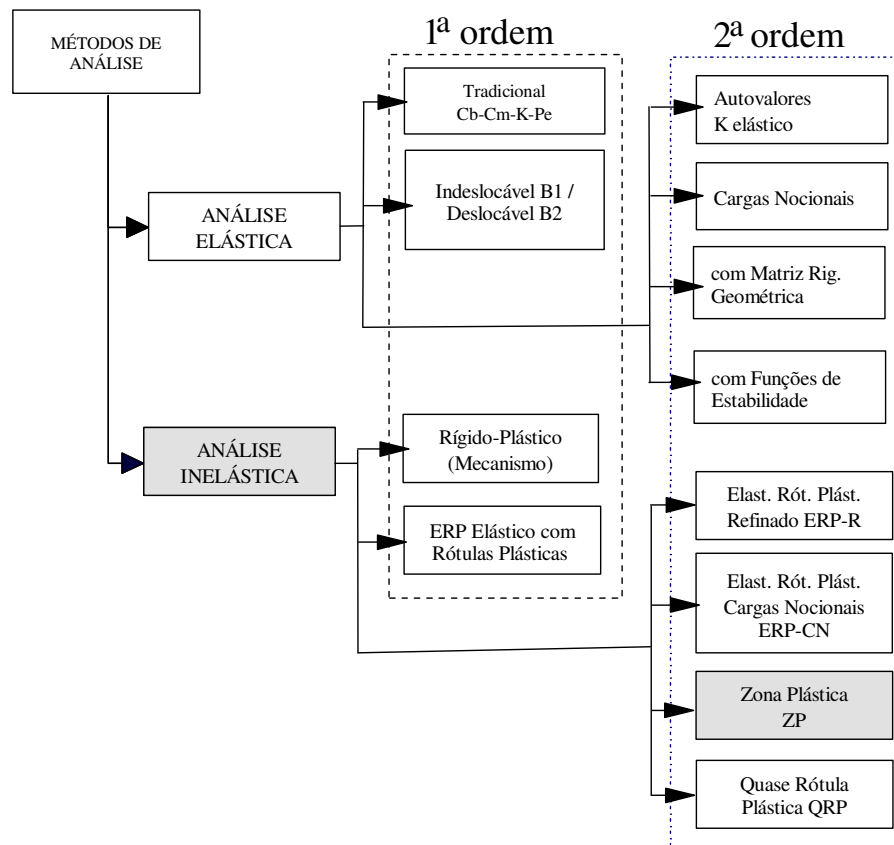 MÉTODOS DE
ANÁLISE
1ª ordem
2ª ordem
Tradicional
Cb-Cm-K-Pe
Indeslocável B1 /
Deslocável B2
ANÁLISE
ELÁSTICA
Autovalores
K elástico
Cargas Nocionais
com Matriz Rig.
Geométrica
com Funções de
Estabilidade
ANÁLISE
INELÁSTICA
Rígido-Plástico
(Mecanismo)
ERP Elástico com
Rótulas Plásticas
Elast. Rót. Plást.
Refinado ERP-R
Elast. Rót. Plást.
Cargas Nocionais
ERP-CN
Zona Plástica
ZP
Quase Rótula
Plástica QRP